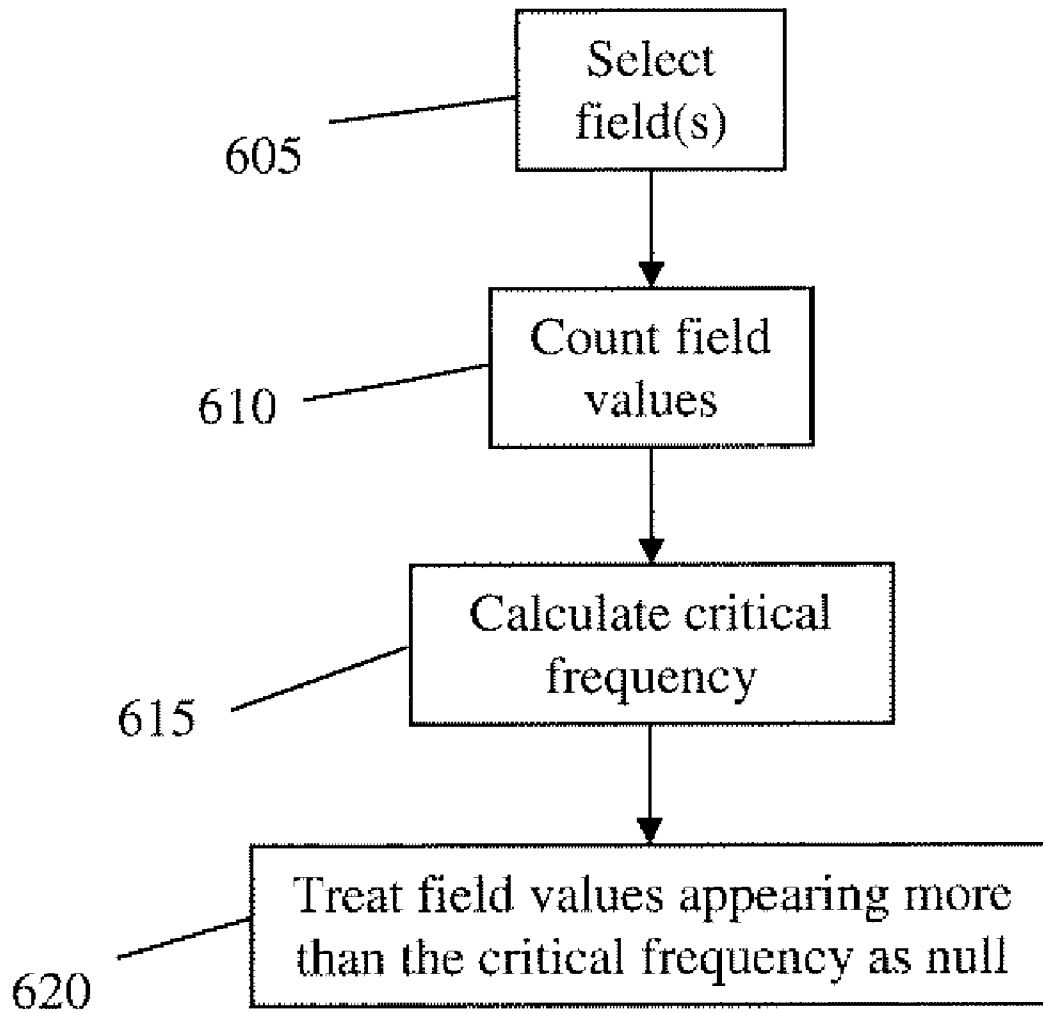 Select
field(s)
605
Count field
values
610
Calculate critical
frequency
615
Treat field values appearing more
than the critical frequency as null
620